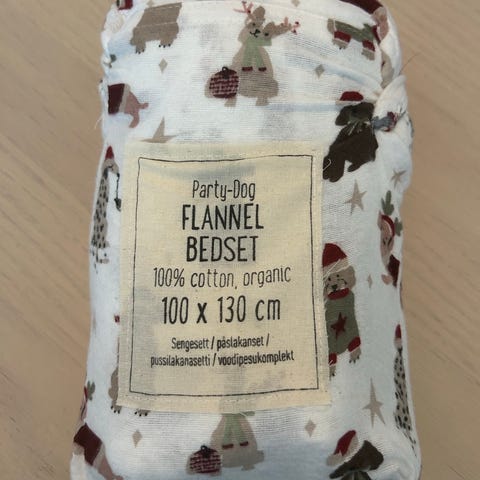 Party-Dog
FLANNEL
BEDSET
100% cotton, organic
100 x 130 cm
Sengesett / påslakanset /
pussilakanasetti / voodipesukomplekt